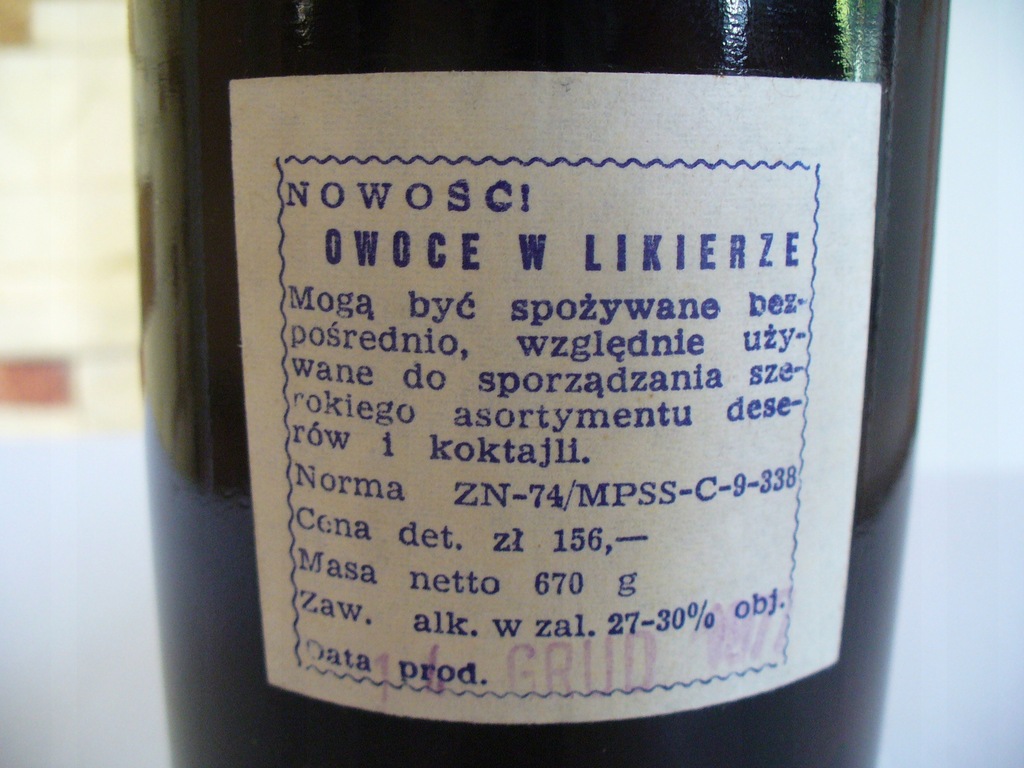 NOWOŚĆ!
OWOCE W LIKIERZE
Mogą być spożywane bez-
pośrednio, względnie uży-
wane do sporządzania sze-
rokiego asortymentu dese-
rów i koktajli.
Norma ZN-74/MPSS-C-9-338
Cena det. zł 156,—
Masa netto 670 g
Zaw. alk. w zal. 27-30% obj.
Data prod. GRUD